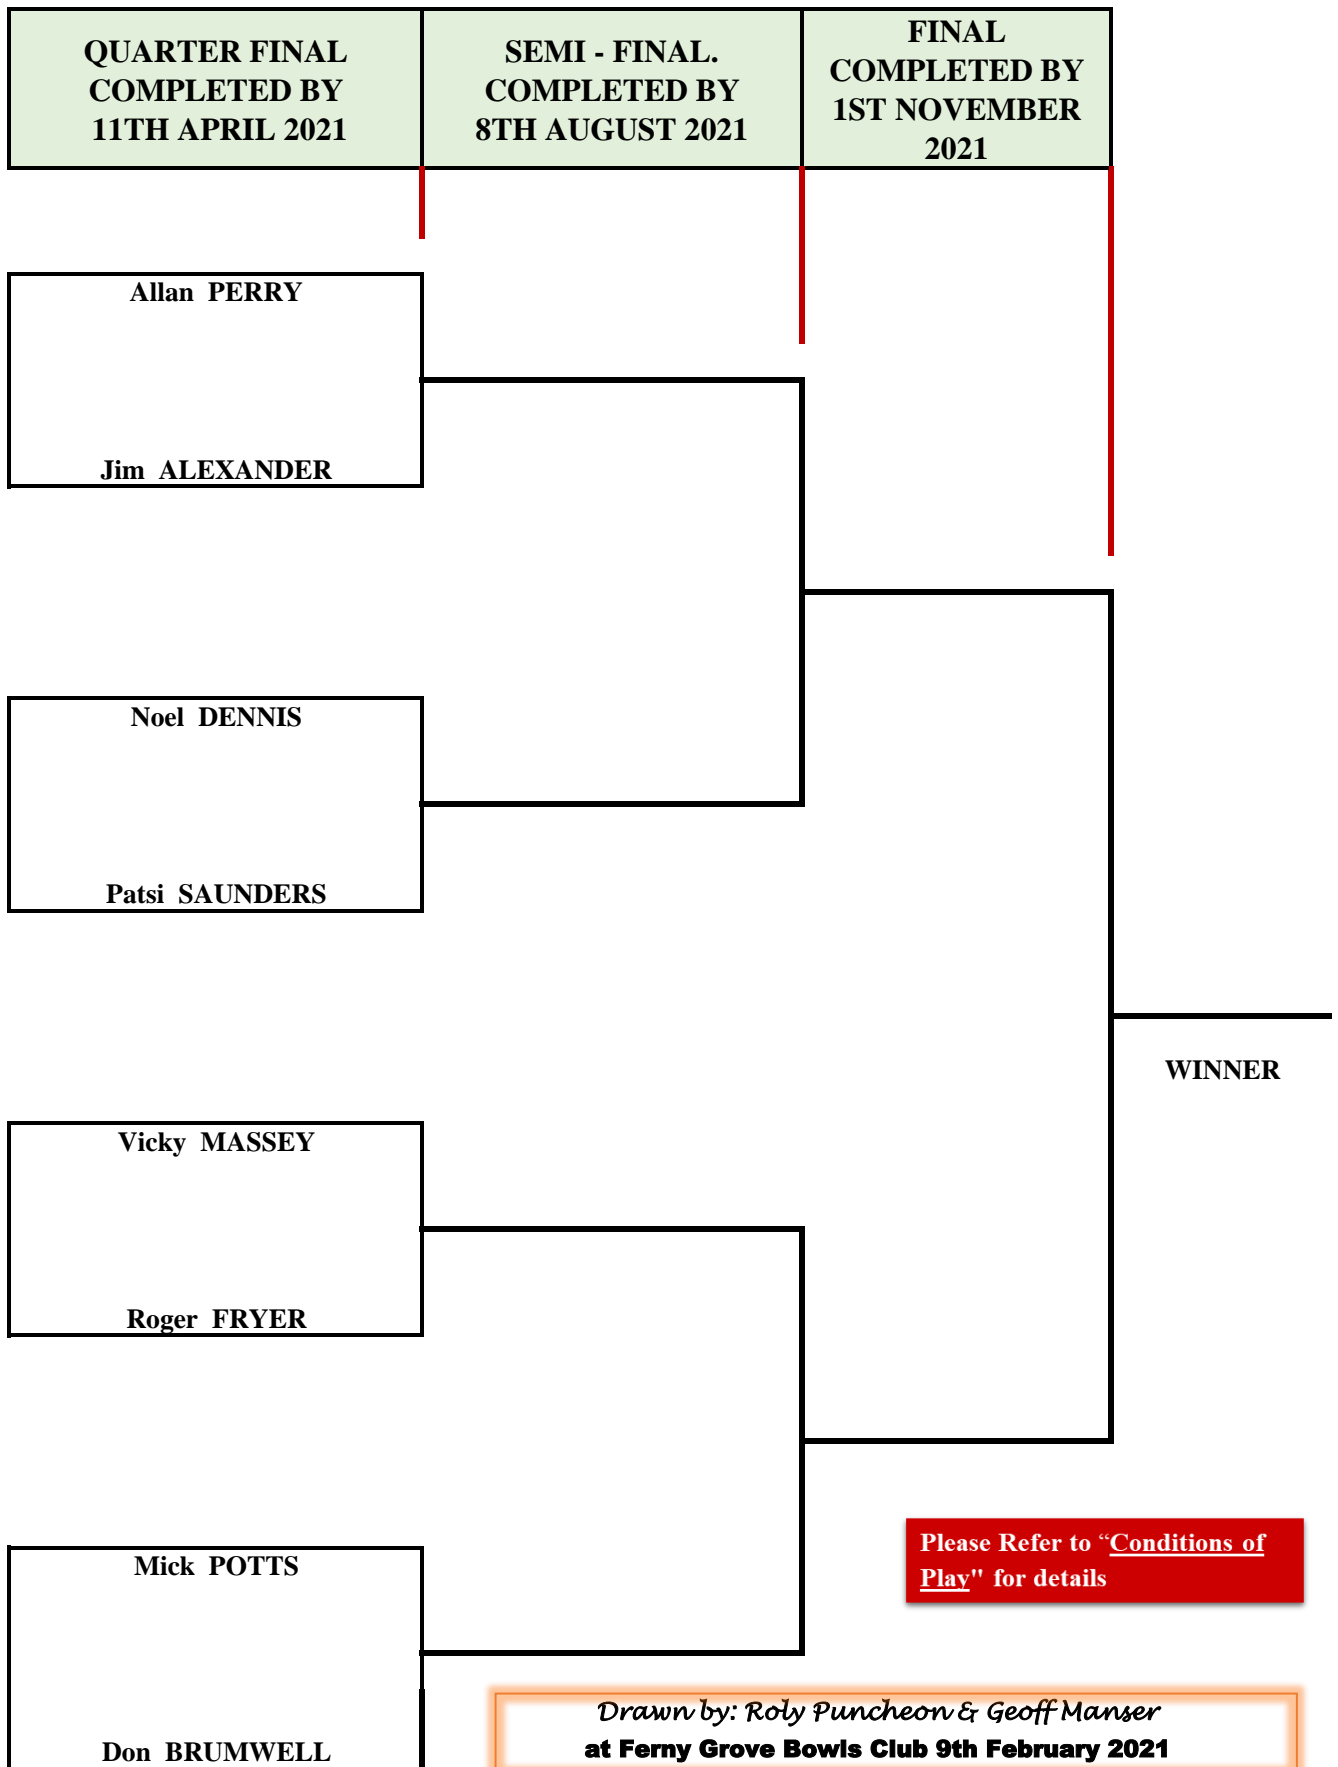 QUARTER FINAL
COMPLETED BY
11TH APRIL 2021
SEMI - FINAL.
COMPLETED BY
8TH AUGUST 2021
FINAL
COMPLETED BY
1ST NOVEMBER
2021
Allan PERRY
Jim ALEXANDER
Noel DENNIS
Patsi SAUNDERS
WINNER
Vicky MASSEY
Roger FRYER
Mick POTTS
Don BRUMWELL
Please Refer to “Conditions of
Play" for details
Drawn by: Roly Puncheon & Geoff Manser
at Ferny Grove Bowls Club 9th February 2021